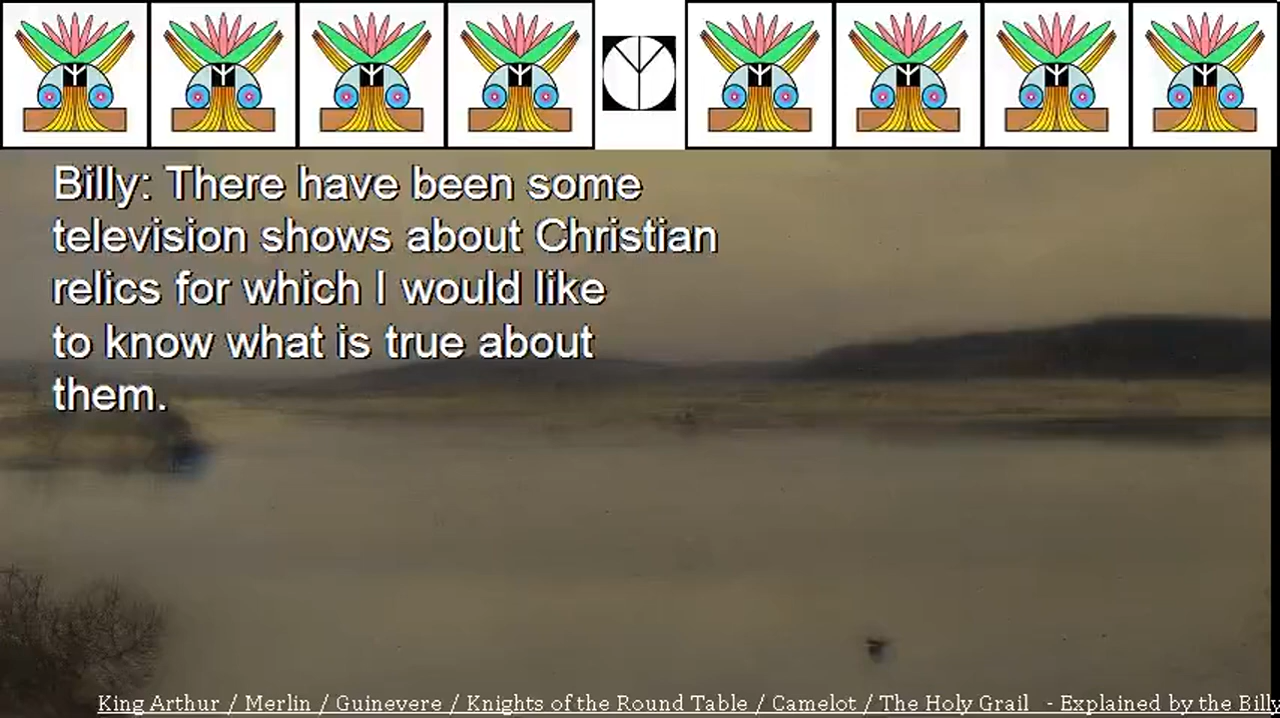 Billy: There have been some
television shows about Christian
relics for which I would like
to know what is true about
them.
King Arthur / Merlin / Guinevere / Knights of the Round Table / Camelot / The Holy Grail - Explained by the Billy